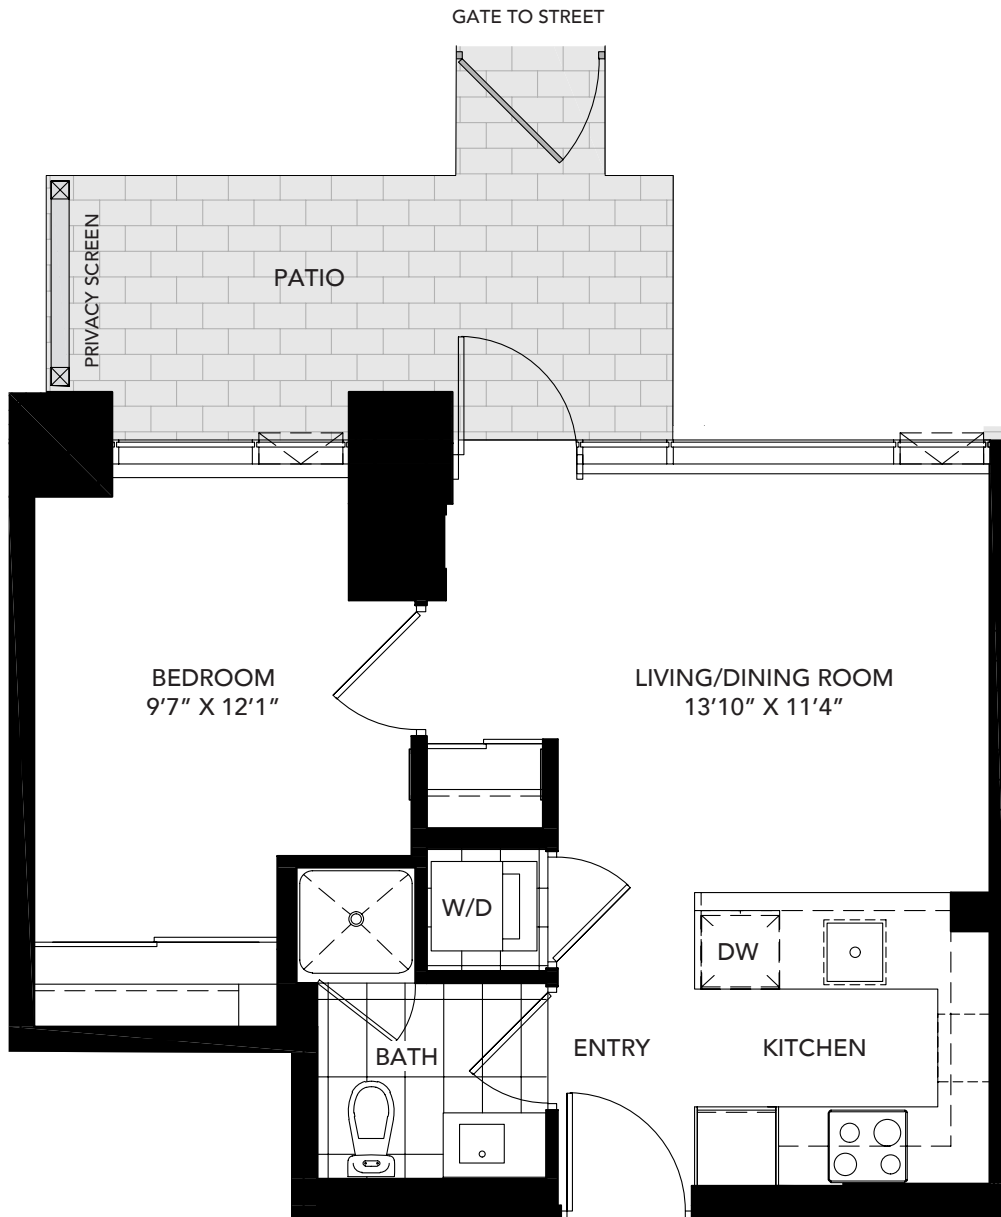 GATE TO STREET
PRIVACY SCREEN
PATIO
BEDROOM
9’7” X 12’1”
LIVING/DINING ROOM
13’10” X 11’4”
W/D
DW
BATH
ENTRY
KITCHEN